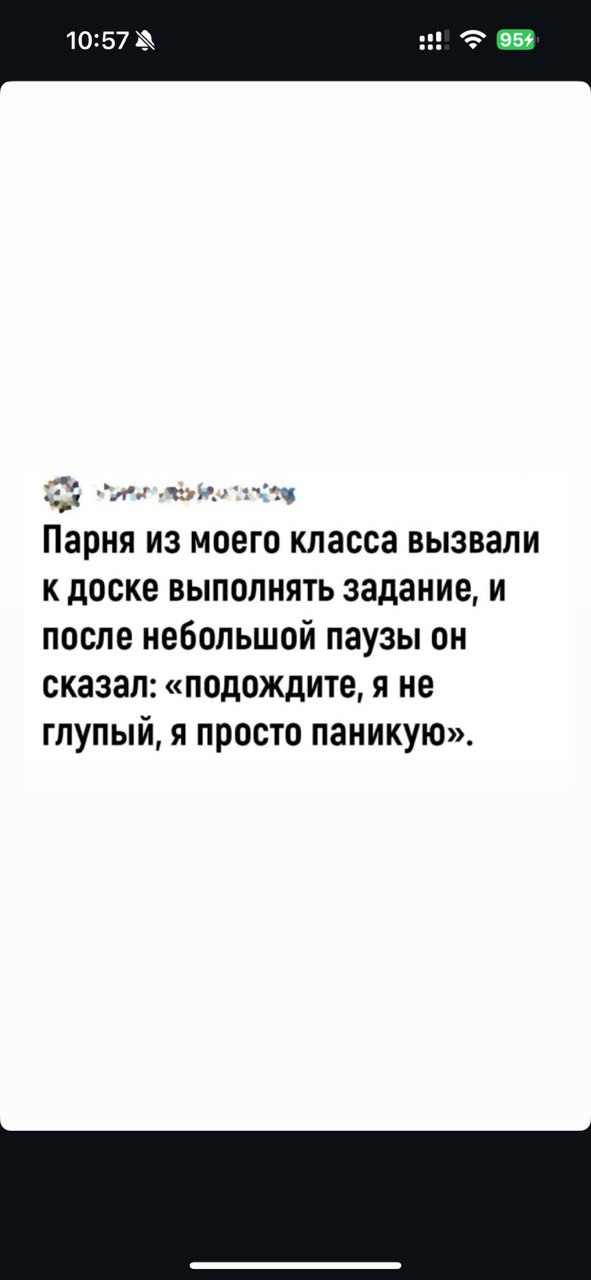 10:57
95
Парня из моего класса вызвали
к доске выполнять задание, и
после небольшой паузы он
сказал: «подождите, я не
глупый, я просто паникую».